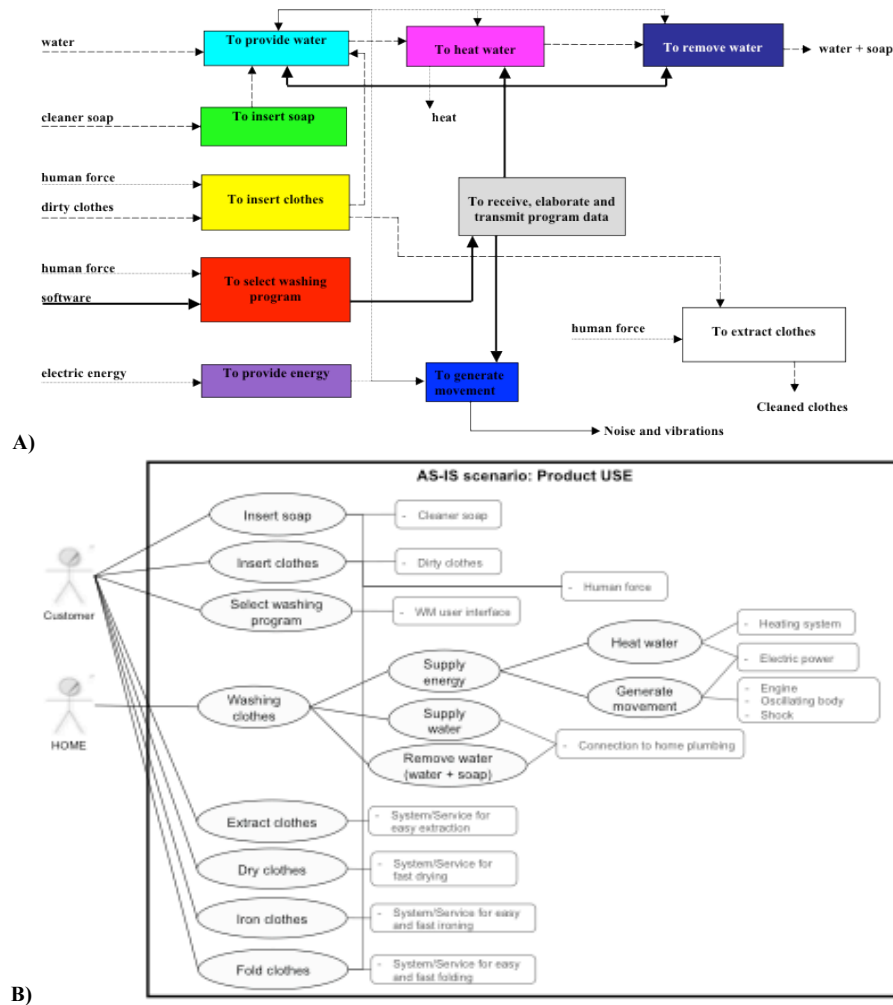 water
To provide water
To heat water
To remove water
water + soap
cleaner soap
To insert soap
heat
human force
dirty clothes
To insert clothes
To receive, elaborate and
transmit program data
human force
software
To select washing
program
human force
To extract clothes
electric energy
To provide energy
To generate
movement
Cleaned clothes
Noise and vibrations
A)
AS-IS scenario: Product USE
Insert soap
- Cleaner soap
Insert clothes
- Dirty clothes
- Human force
Customer
Select washing
program
- WM user interface
Heat water
- Heating system
Supply
energy
- Electric power
Washing
clothes
Generate
movement
- Engine
- Oscillating body
- Shock
HOME
Supply
water
- Connection to home plumbing
Remove water
(water + soap)
Extract clothes
- System/Service for
easy extraction
Dry clothes
- System/Service for
fast drying
Iron clothes
- System/Service for easy
and fast ironing
Fold clothes
- System/Service for easy
and fast folding
B)